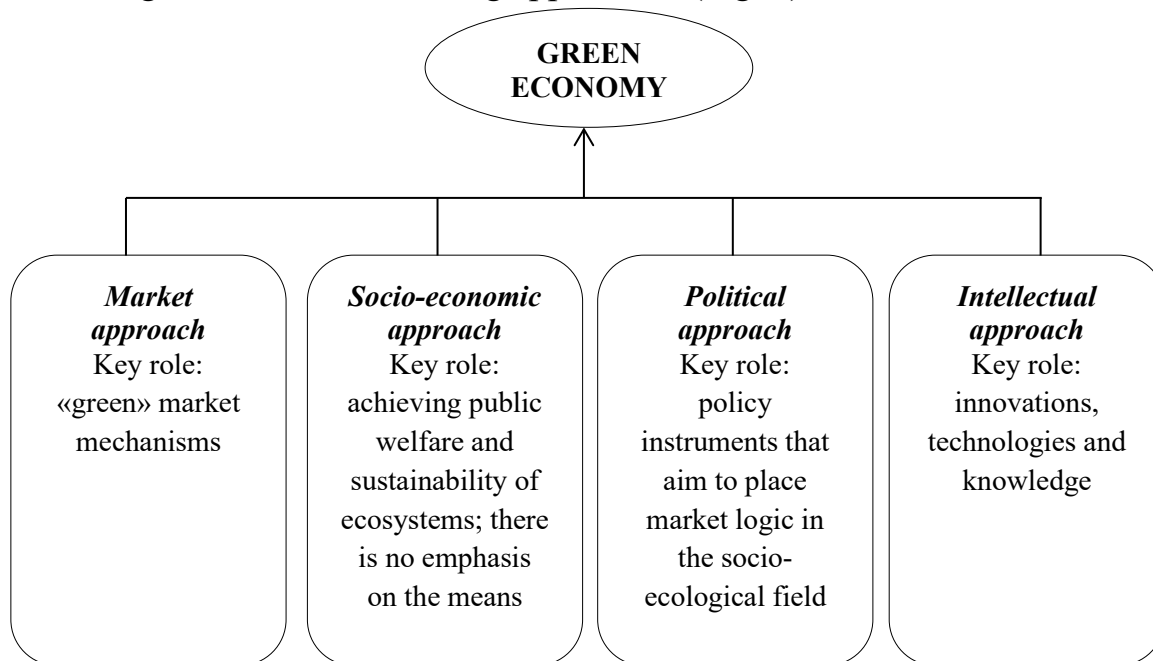 GREEN
ECONOMY
Market
approach
Key role:
«green» market
mechanisms
Socio-economic
approach
Key role:
achieving public
welfare and
sustainability of
ecosystems; there
is no emphasis
on the means
Political
approach
Key role:
policy
instruments that
aim to place
market logic in
the socio-
ecological field
Intellectual
approach
Key role:
innovations,
technologies and
knowledge